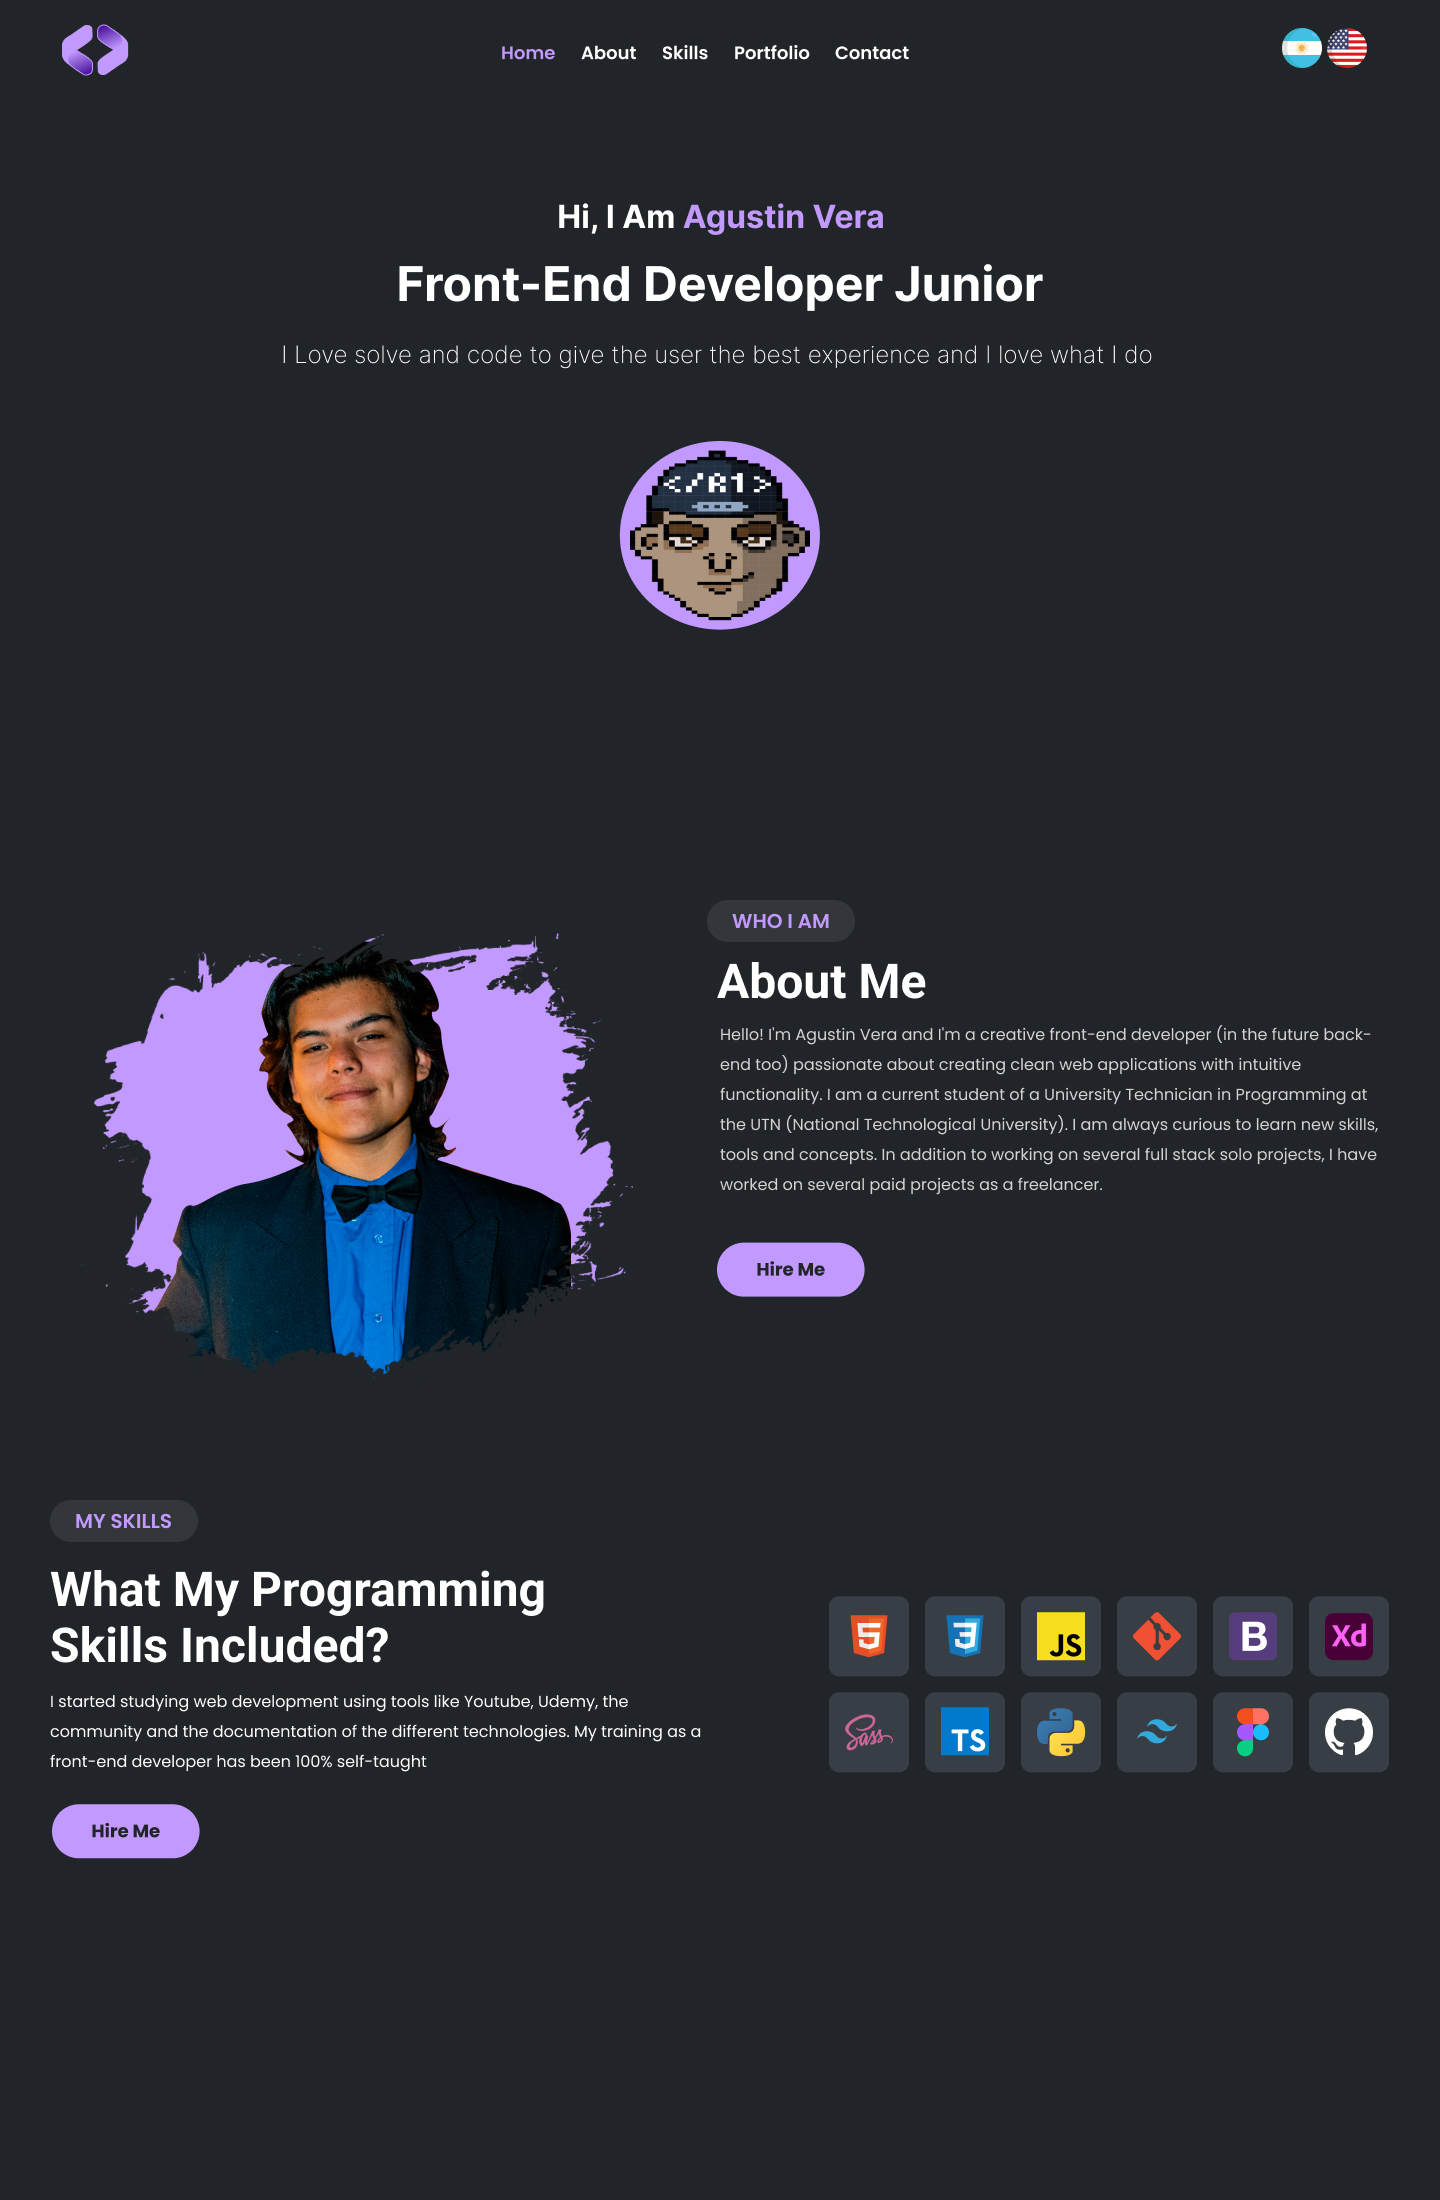 Home About Skills Portfolio Contact
Hi, I Am Agustin Vera
Front-End Developer Junior
I Love solve and code to give the user the best experience and I love what I do
</R1>
WHO I AM
About Me
Hello! I'm Agustin Vera and I'm a creative front-end developer (in the future back-
end too) passionate about creating clean web applications with intuitive
functionality. I am a current student of a University Technician in Programming at
the UTN (National Technological University). I am always curious to learn new skills,
tools and concepts. In addition to working on several full stack solo projects, I have
worked on several paid projects as a freelancer.
Hire Me
MY SKILLS
What My Programming
Skills Included?
I started studying web development using tools like Youtube, Udemy, the
community and the documentation of the different technologies. My training as a
front-end developer has been 100% self-taught
Hire Me
5 3 JS B Xd
Sass TS